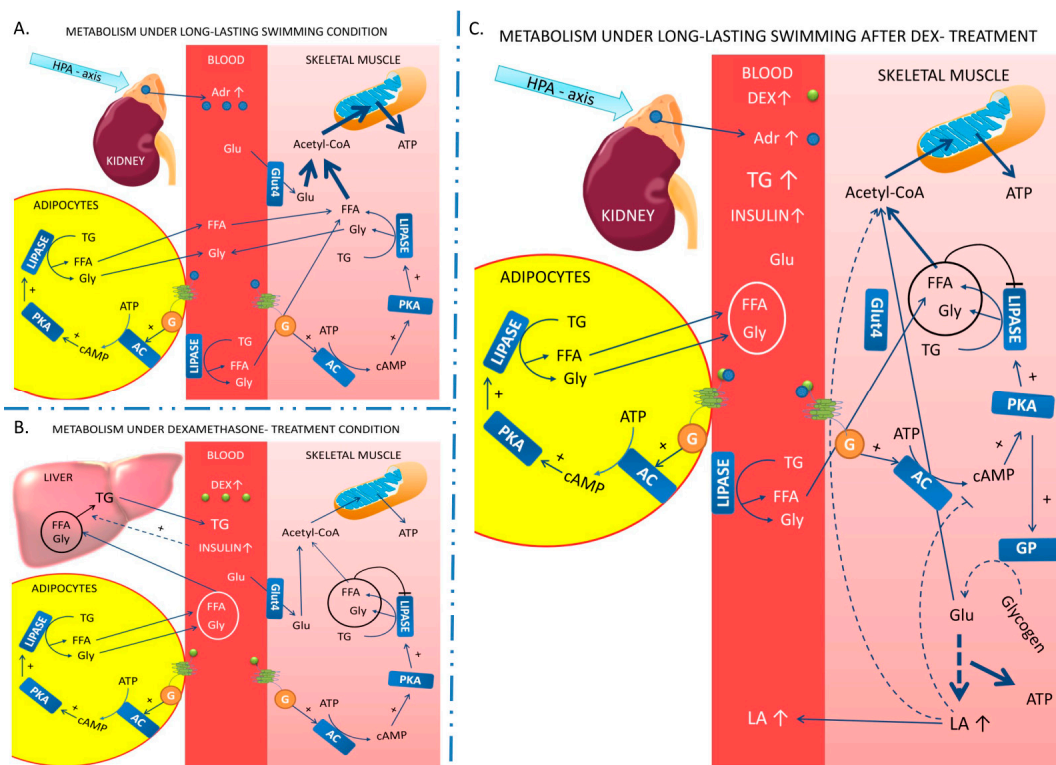 A.
METABOLISM UNDER LONG-LASTING SWIMMING CONDITION
BLOOD
SKELETAL MUSCLE
HPA - axis
Adr ↑
KIDNEY
Acetyl-CoA
ATP
Glu
Glut4
Glu
ADIPOCYTES
FFA
FFA
LIPASE
TG
FFA
Gly
Gly
Gly
TG
LIPASE
+
PKA
+
cAMP
ATP
+
AC
G
LIPASE
TG
FFA
Gly
G
+
ATP
AC
cAMP
+
PKA
+
B.
METABOLISM UNDER DEXAMETHASONE- TREATMENT CONDITION
LIVER
BLOOD
SKELETAL MUSCLE
DEX↑
TG
TG
FFA
Gly
+
INSULIN↑
Acetyl-CoA
ATP
Glu
Glut4
Glu
ADIPOCYTES
FFA
Gly
FFA
Gly
TG
LIPASE
LIPASE
TG
FFA
Gly
+
PKA
+
cAMP
ATP
+
AC
G
G
+
ATP
AC
cAMP
+
PKA
+
C.
METABOLISM UNDER LONG-LASTING SWIMMING AFTER DEX- TREATMENT
BLOOD
SKELETAL MUSCLE
HPA - axis
DEX↑
Adr ↑
KIDNEY
TG ↑
INSULIN↑
Glu
Acetyl-CoA
ATP
ADIPOCYTES
FFA
Gly
Glut4
FFA
Gly
TG
LIPASE
LIPASE
TG
FFA
Gly
+
PKA
+
cAMP
ATP
+
AC
G
LIPASE
TG
FFA
Gly
G
+
ATP
AC
cAMP
+
PKA
+
+
GP
Glycogen
Glu
ATP
LA ↑
LA ↑